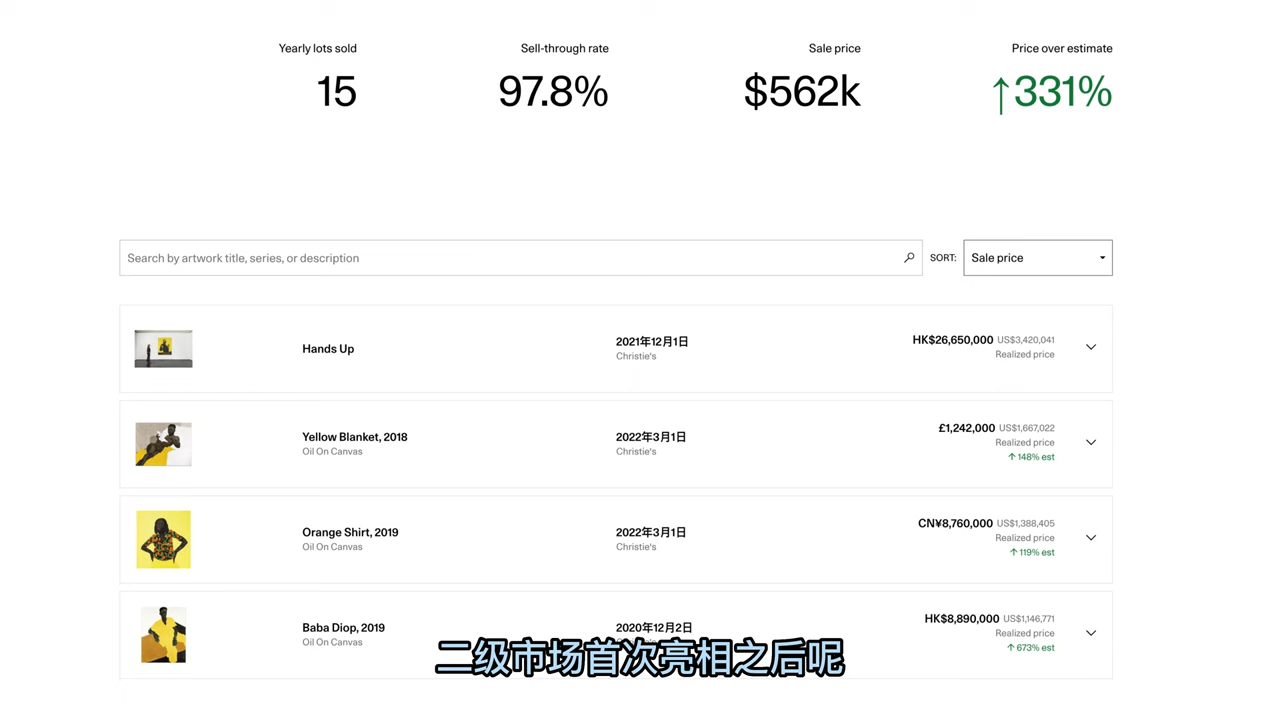 Yearly lots sold
Sell-through rate
Sale price
Price over estimate
15
97.8%
$562k
↑331%
Search by artwork title, series, or description
SORT:
Sale price
Hands Up
2021年12月1日
Christie's
HK$26,650,000 US$3,420,041
Realized price
Yellow Blanket, 2018
Oil On Canvas
2022年3月1日
Christie's
£1,242,000 US$1,667,022
Realized price
↑ 148% est
Orange Shirt, 2019
Oil On Canvas
2022年3月1日
Christie's
CN¥8,760,000 US$1,388,405
Realized price
↑ 119% est
Baba Diop, 2019
Oil On Canvas
2020年12月2日
HK$8,890,000 US$1,146,771
Realized price
↑ 673% est
二级市场首次亮相之后呢